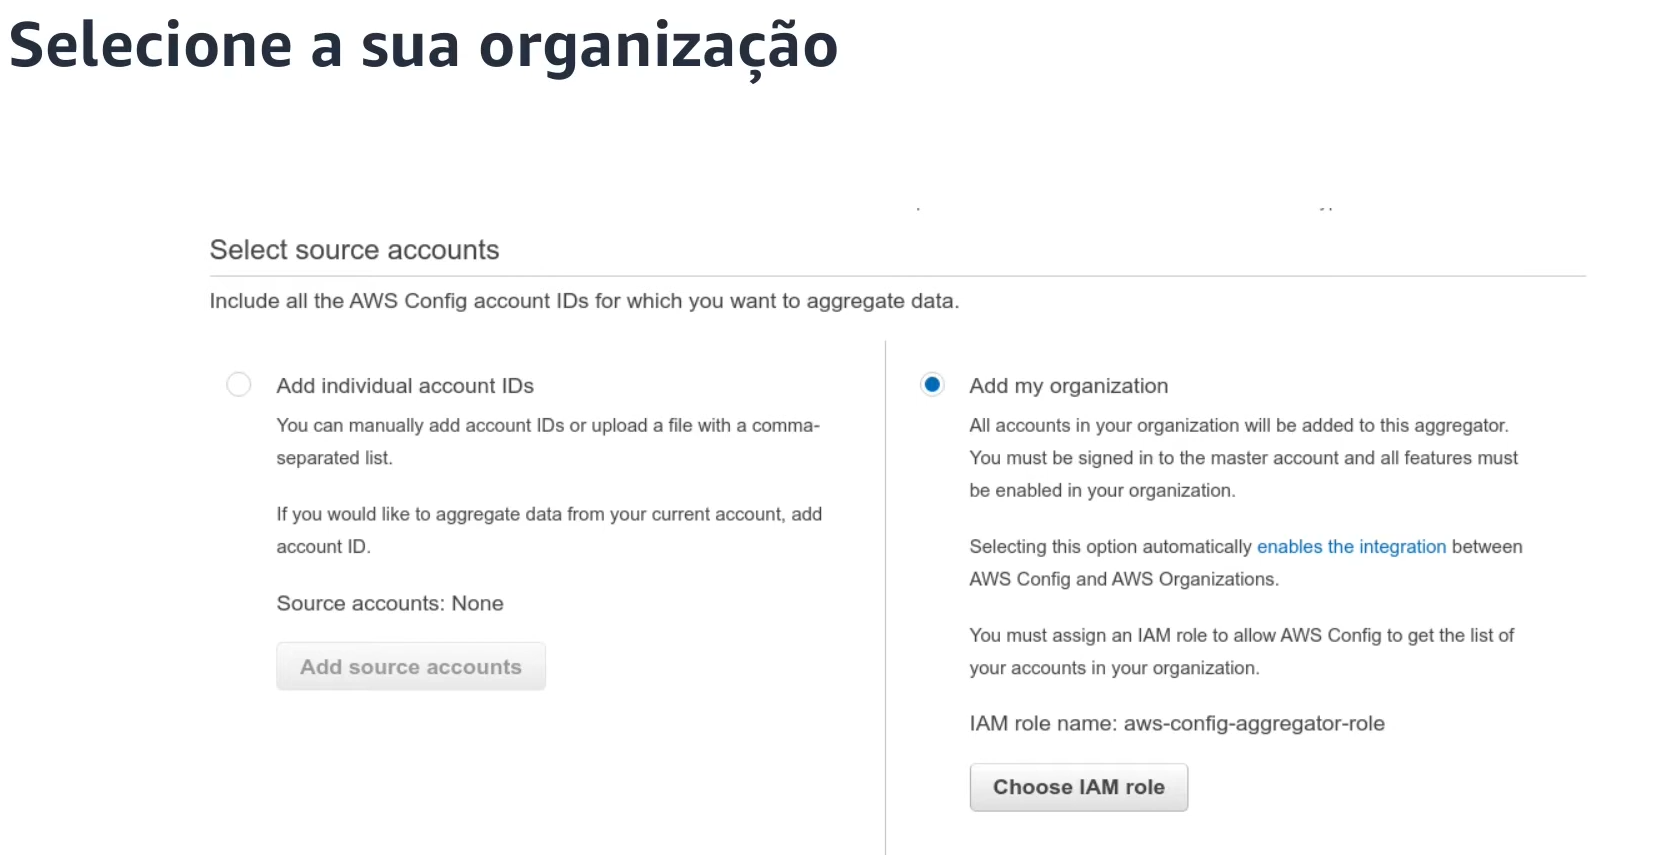 Selecione a sua organização
Select source accounts
Include all the AWS Config account IDs for which you want to aggregate data.
Add individual account IDs
You can manually add account IDs or upload a file with a comma-
separated list.
If you would like to aggregate data from your current account, add
account ID.
Source accounts: None
Add source accounts
Add my organization
All accounts in your organization will be added to this aggregator.
You must be signed in to the master account and all features must
be enabled in your organization.
Selecting this option automatically enables the integration between
AWS Config and AWS Organizations.
You must assign an IAM role to allow AWS Config to get the list of
your accounts in your organization.
IAM role name: aws-config-aggregator-role
Choose IAM role